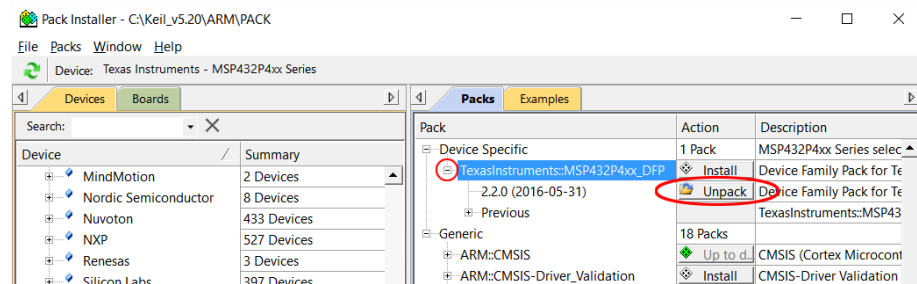 Pack Installer - C:\Keil_v5.20\ARM\PACK
File Packs Window Help
Device: Texas Instruments - MSP432P4xx Series
Devices Boards
Search:
Device Summary
MindMotion 2 Devices
Nordic Semiconductor 8 Devices
Nuvoton 433 Devices
NXP 527 Devices
Renesas 3 Devices
Silicon Labs 397 Devices
Packs Examples
Pack Action Description
Device Specific 1 Pack MSP432P4xx Series selec
TexasInstruments::MSP432P4xx_DFP Install Device Family Pack for Te
2.2.0 (2016-05-31) Unpack Device Family Pack for Te
Previous TexasInstruments::MSP43
Generic 18 Packs
ARM::CMSIS Up to d... CMSIS (Cortex Microcont
ARM::CMSIS-Driver_Validation Install CMSIS-Driver Validation